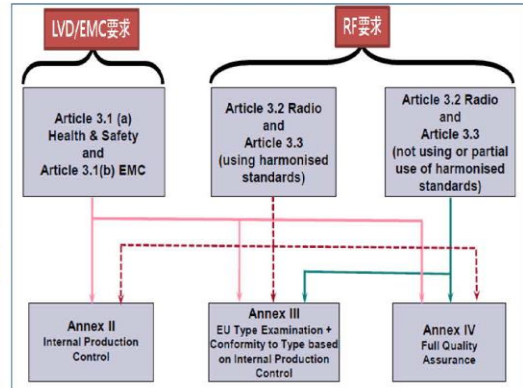 LVD/EMC要求
RF要求
Article 3.1 (a)
Health & Safety
and
Article 3.1(b) EMC
Article 3.2 Radio
and
Article 3.3
(using harmonised
standards)
Article 3.2 Radio
and
Article 3.3
(not using or partial
use of harmonised
standards)
Annex II
Internal Production
Control
Annex III
EU Type Examination +
Conformity to Type based
on Internal Production
Control
Annex IV
Full Quality
Assurance